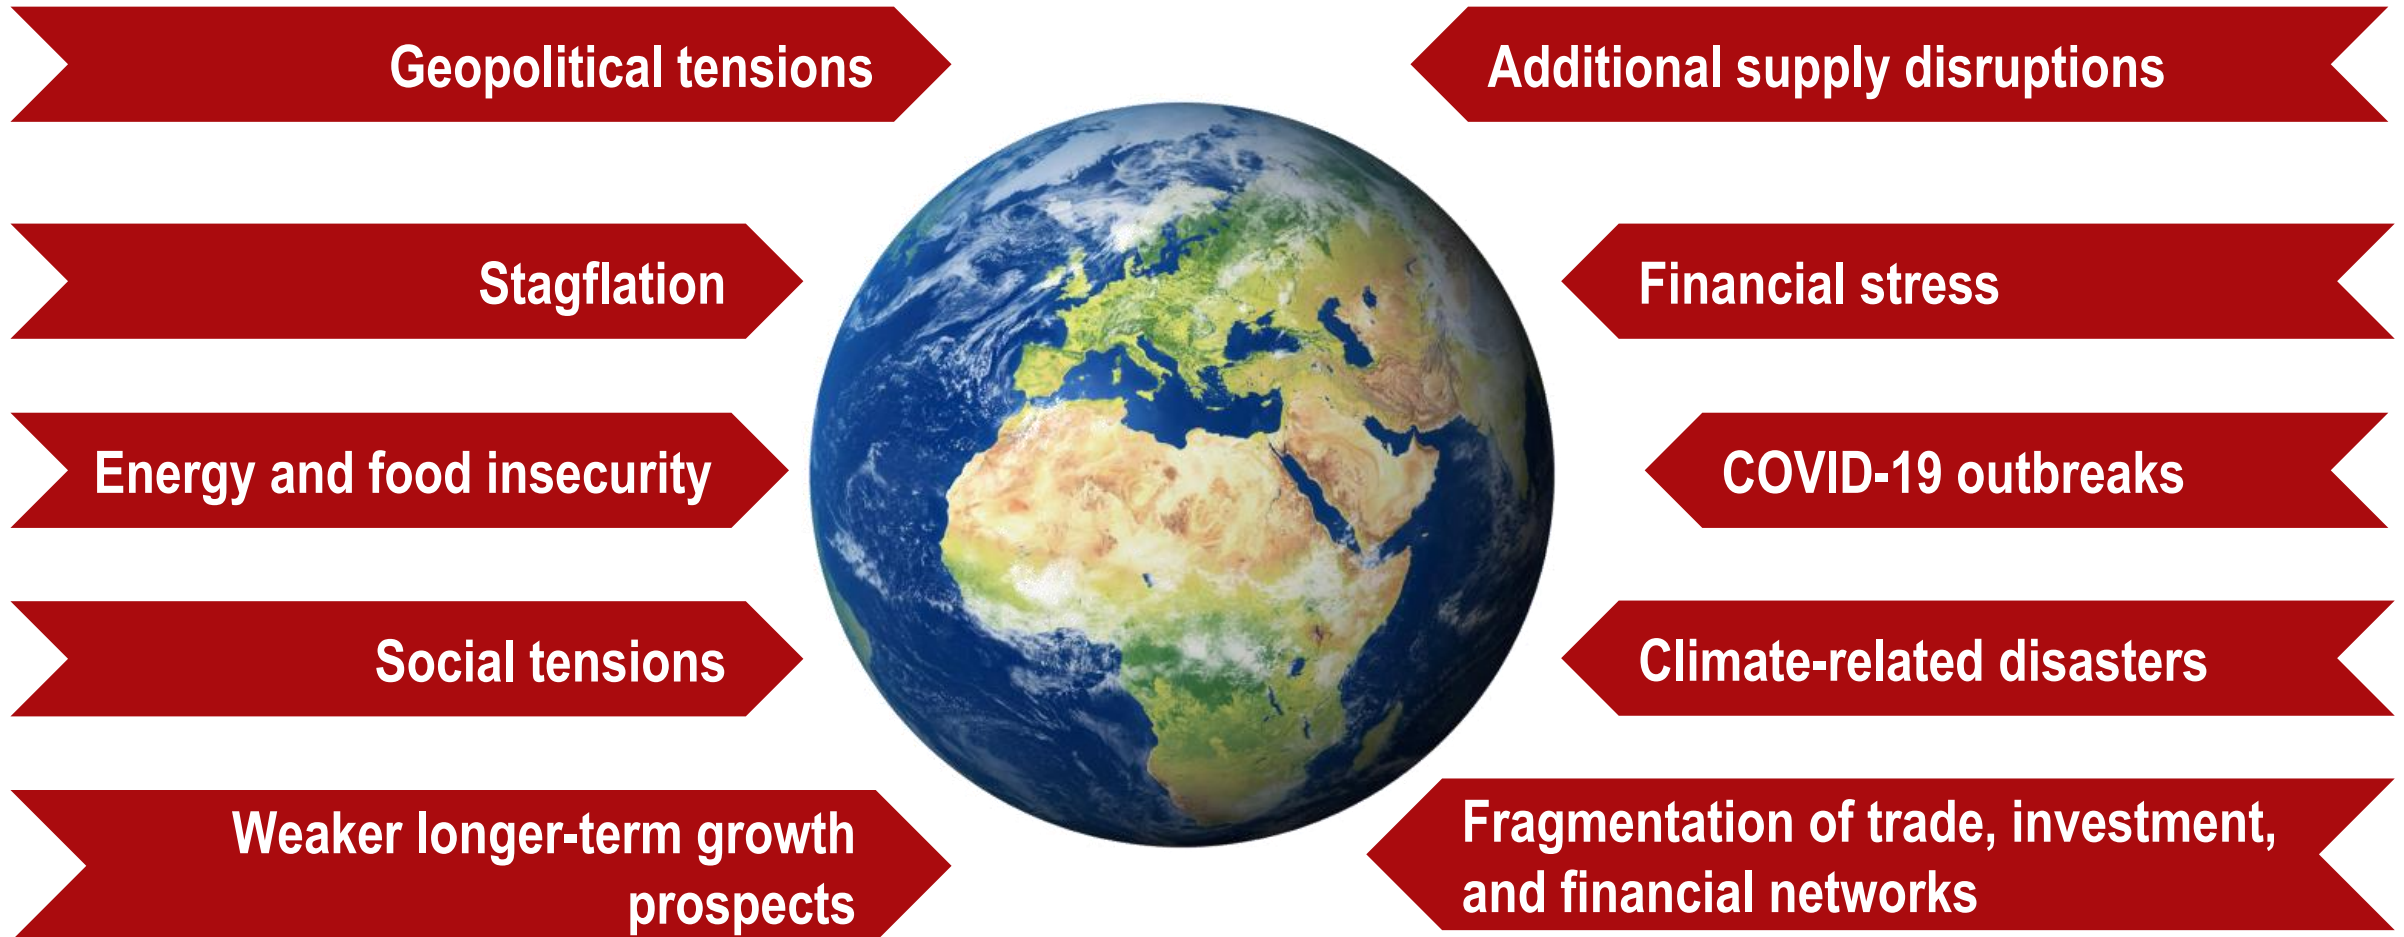 Geopolitical tensions
Stagflation
Energy and food insecurity
Social tensions
Weaker longer-term growth
prospects
Additional supply disruptions
Financial stress
COVID-19 outbreaks
Climate-related disasters
Fragmentation of trade, investment,
and financial networks